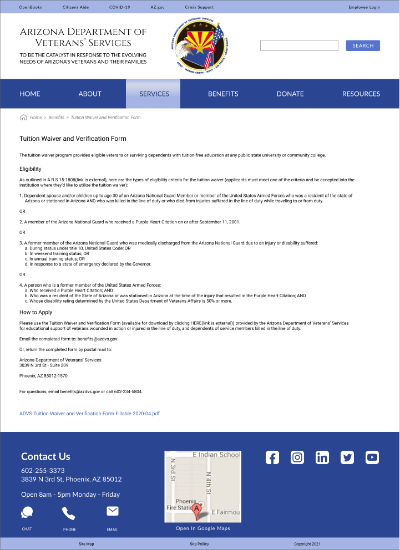 OpenBooks Citizens Aide COVID-19 AZ.gov Crisis Support Employee Login
ARIZONA DEPARTMENT OF
VETERANS' SERVICES
TO BE THE CATALYST IN RESPONSE TO THE EVOLVING
NEEDS OF ARIZONA'S VETERANS AND THEIR FAMILIES
SEARCH
HOME ABOUT SERVICES BENEFITS DONATE RESOURCES
Home > Benefits > Tuition Waiver and Verification Form
Tuition Waiver and Verification Form
The tuition waiver program provides eligible veterans or surviving dependents with tuition-free education at any public state university or community college.
Eligibility
As outlined in A.R.S 15-1808(link is external), here are the types of eligibility criteria for the tuition waiver (applicants must meet one of the criteria and be accepted into the
institution where they'd like to utilize the tuition waiver):
1. Dependent spouse and/or children up to age 30 of an Arizona National Guard Member or member of the United States Armed Forces who was a resident of the state of
Arizona or stationed in Arizona AND who was killed in the line of duty or who died from injuries suffered in the line of duty while traveling to or from duty.
OR
2. A member of the Arizona National Guard who received a Purple Heart Citation on or after September 11, 2001.
OR
3. A former member of the Arizona National Guard who was medically discharged from the Arizona National Guard due to an injury or disability suffered:
a. During status under title 10, United States Code; OR
b. In weekend training status; OR
c. In annual training status; OR
d. In response to a state of emergency declared by the Governor.
OR
4. A person who is a former member of the United States Armed Forces:
a. Who received a Purple Heart Citation; AND
b. Who was a resident of the State of Arizona or was stationed in Arizona at the time of the injury that resulted in the Purple Heart Citation; AND
c. Whose disability rating determined by the United States Department of Veterans Affairs is 50% or more.
How to Apply
Please use the Tuition Waiver and Verification Form (available for download by clicking HERE(link is external)) provided by the Arizona Department of Veterans' Services
for educational support of veterans wounded in action or injured in the line of duty, and dependents of service members killed in the line of duty.
Email the completed form to: benefits@azdvs.gov
Or, return the completed form by postal mail to:
Arizona Department of Veterans' Services
3839 N 3rd St - Suite 209
Phoenix, AZ 85012
For questions, email benefits@azdvs.gov or call 602-234-8404.
ADVS Tuition Waiver and Verification Form Fillable 2020-04.pdf
Contact Us
602-255-3373
3839 N 3rd St, Phoenix, AZ 85012
Open 8am - 5pm Monday - Friday
CHAT PHONE EMAIL
E Indian School
N 3rd St
N 4th St
Phoenix
Fire Stati
A
E Fairmou
Open in Google Maps
Sitemap Site Policy Copyright 2021